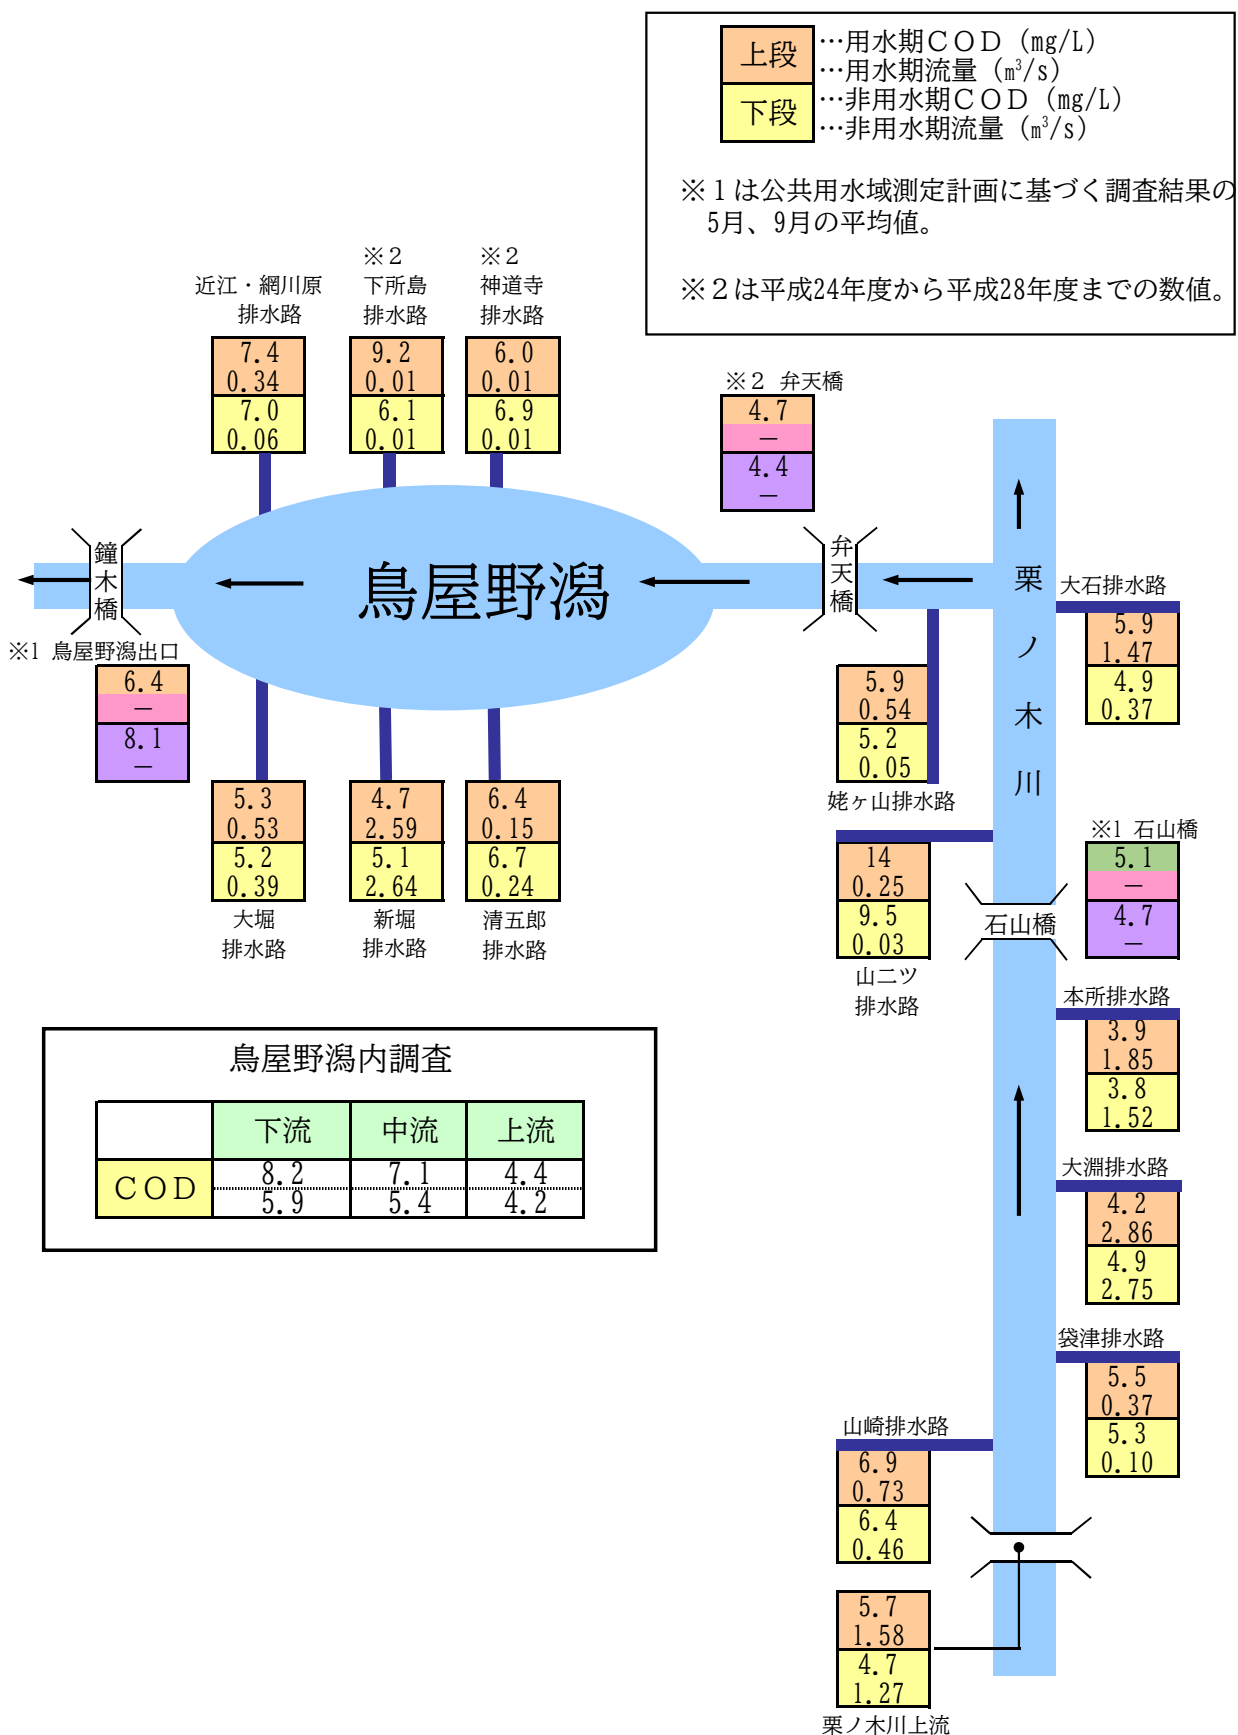 上段
…用水期ＣＯＤ（mg/L）
…用水期流量（m³/s）
下段
…非用水期ＣＯＤ（mg/L）
…非用水期流量（m³/s）
※１は公共用水域測定計画に基づく調査結果の
5月、9月の平均値。
※２は平成24年度から平成28年度までの数値。
近江・網川原
排水路
7.4
0.34
7.0
0.06
※２
下所島
排水路
9.2
0.01
6.1
0.01
※２
神道寺
排水路
6.0
0.01
6.9
0.01
※２ 弁天橋
4.7
－
4.4
－
鐘木橋
鳥屋野潟
弁天橋
栗ノ木川
※1 鳥屋野潟出口
6.4
－
8.1
－
大石排水路
5.9
1.47
4.9
0.37
5.9
0.54
5.2
0.05
姥ヶ山排水路
5.3
0.53
5.2
0.39
大堀
排水路
4.7
2.59
5.1
2.64
新堀
排水路
6.4
0.15
6.7
0.24
清五郎
排水路
14
0.25
9.5
0.03
山二ツ
排水路
石山橋
※1 石山橋
5.1
－
4.7
－
本所排水路
3.9
1.85
3.8
1.52
鳥屋野潟内調査
下流 中流 上流
ＣＯＤ
8.2 7.1 4.4
5.9 5.4 4.2
大淵排水路
4.2
2.86
4.9
2.75
袋津排水路
5.5
0.37
5.3
0.10
山崎排水路
6.9
0.73
6.4
0.46
5.7
1.58
4.7
1.27
栗ノ木川上流